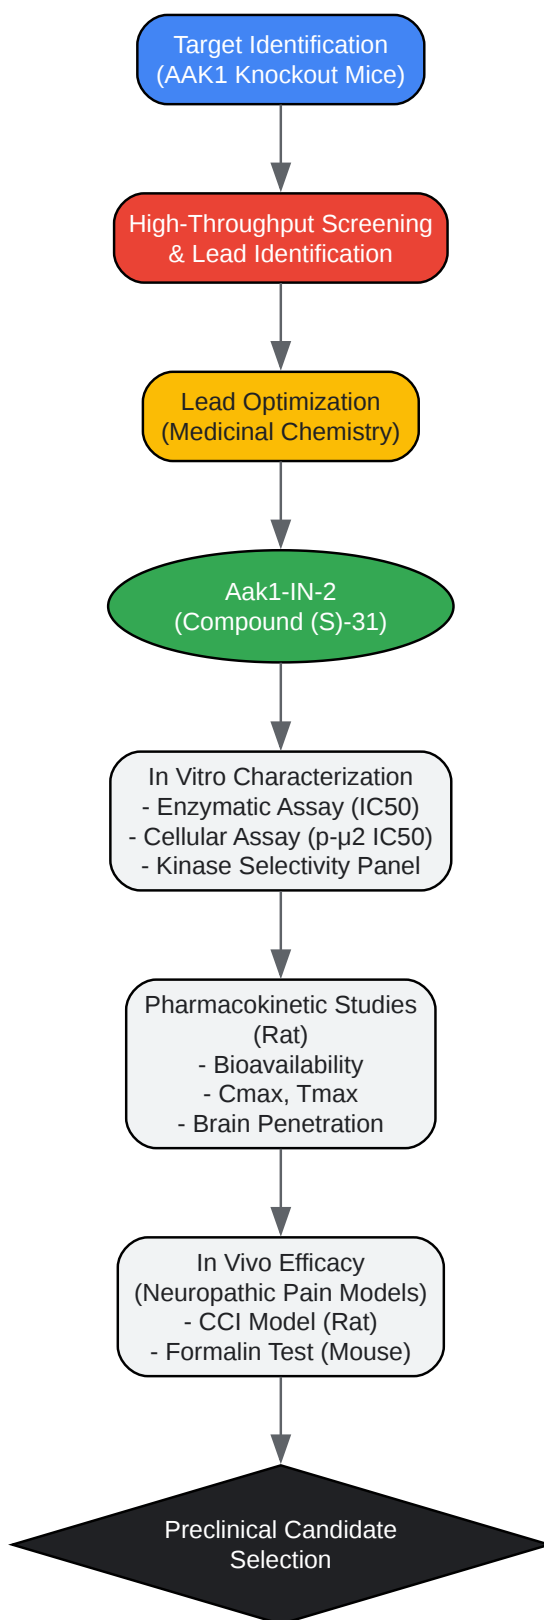 Target Identification
(AAK1 Knockout Mice)
High-Throughput Screening
& Lead Identification
Lead Optimization
(Medicinal Chemistry)
Aak1-IN-2
(Compound (S)-31)
In Vitro Characterization
- Enzymatic Assay (IC50)
- Cellular Assay (p-μ2 IC50)
- Kinase Selectivity Panel
Pharmacokinetic Studies
(Rat)
- Bioavailability
- Cmax, Tmax
- Brain Penetration
In Vivo Efficacy
(Neuropathic Pain Models)
- CCI Model (Rat)
- Formalin Test (Mouse)
Preclinical Candidate
Selection